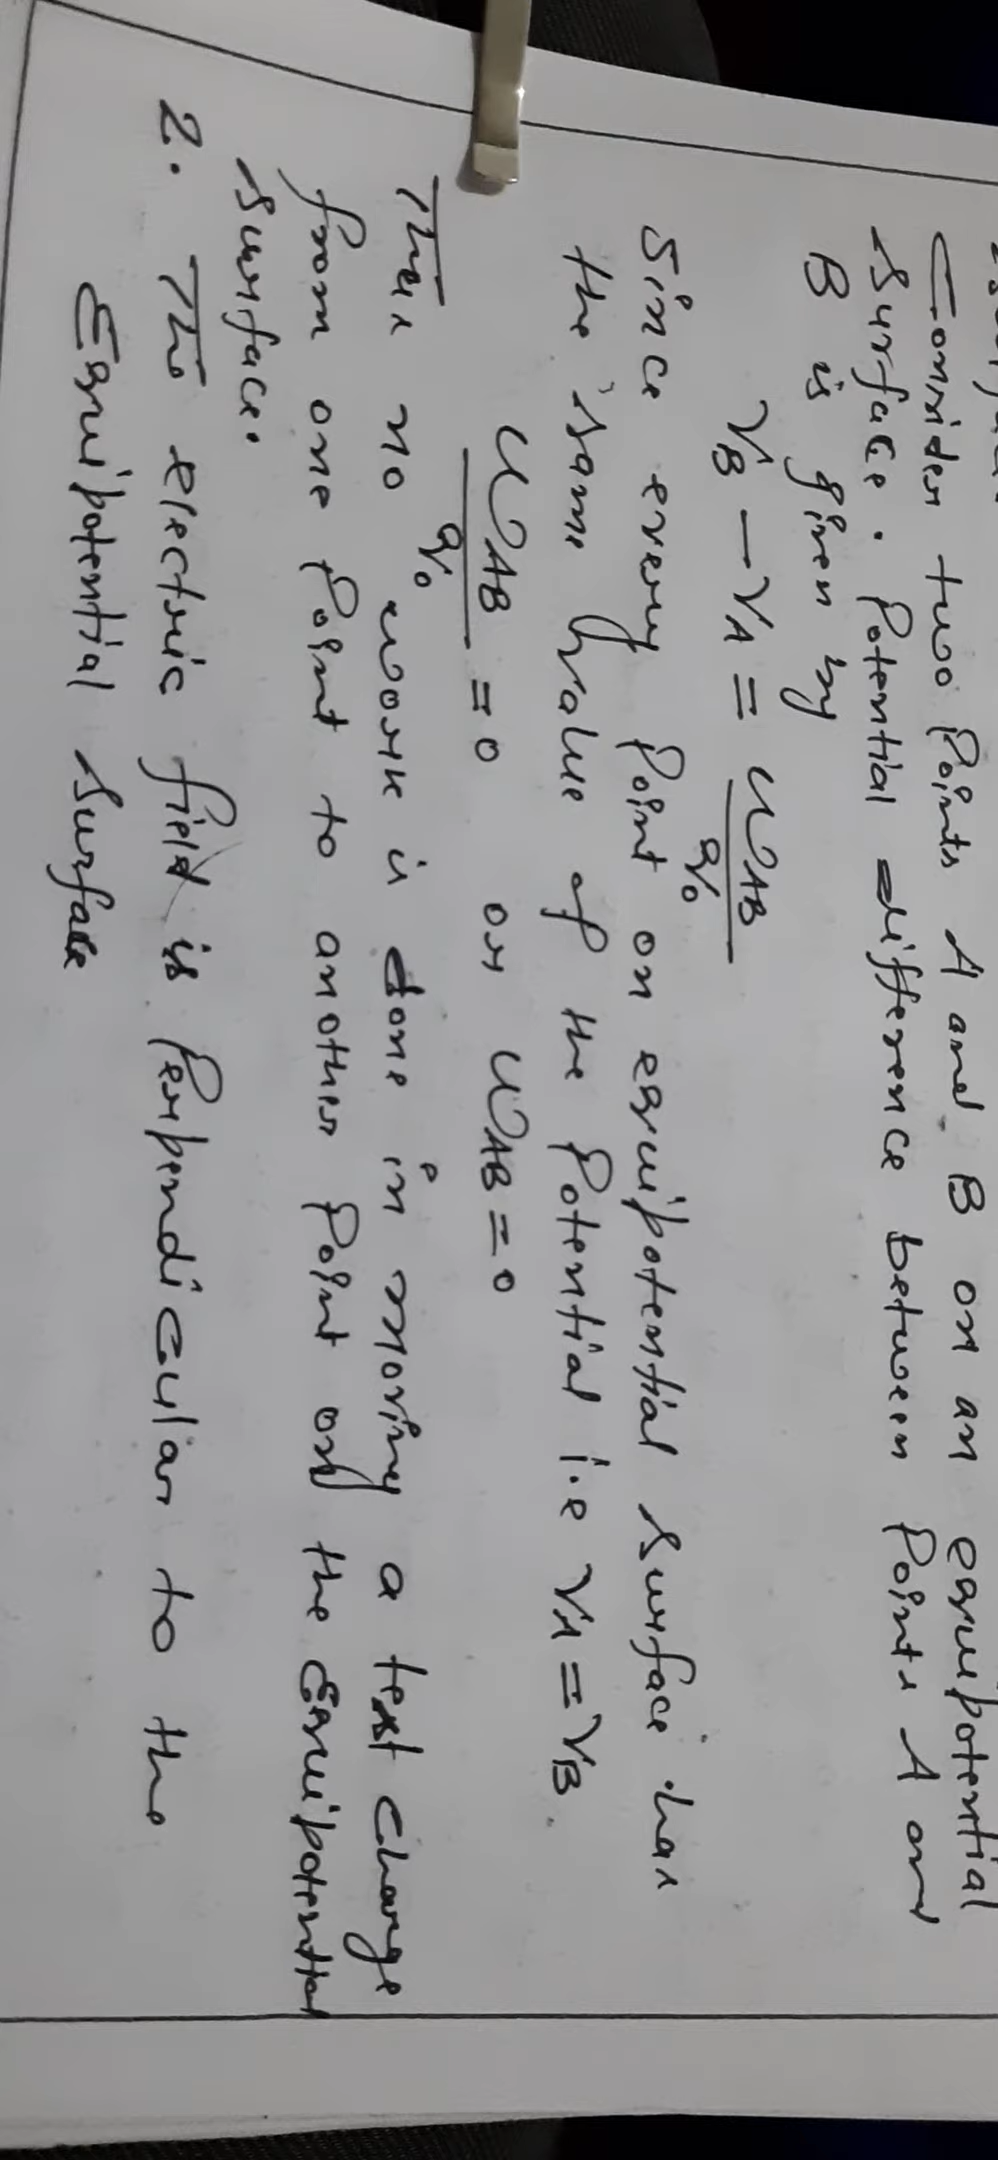 Consider two Points A and B on an equipotential
Surface. Potential difference between Points A and
B is given by
V_B - V_A = W_AB / q_0
Since every Point on equipotential surface has
the same value of the Potential i.e V_A = V_B.
W_AB / q_0 = 0 or W_AB = 0
Thus no work is done in moving a test charge
from one Point to another Point on the Equipotential
surface.
2. The electric field is Perpendicular to the
Equipotential surface